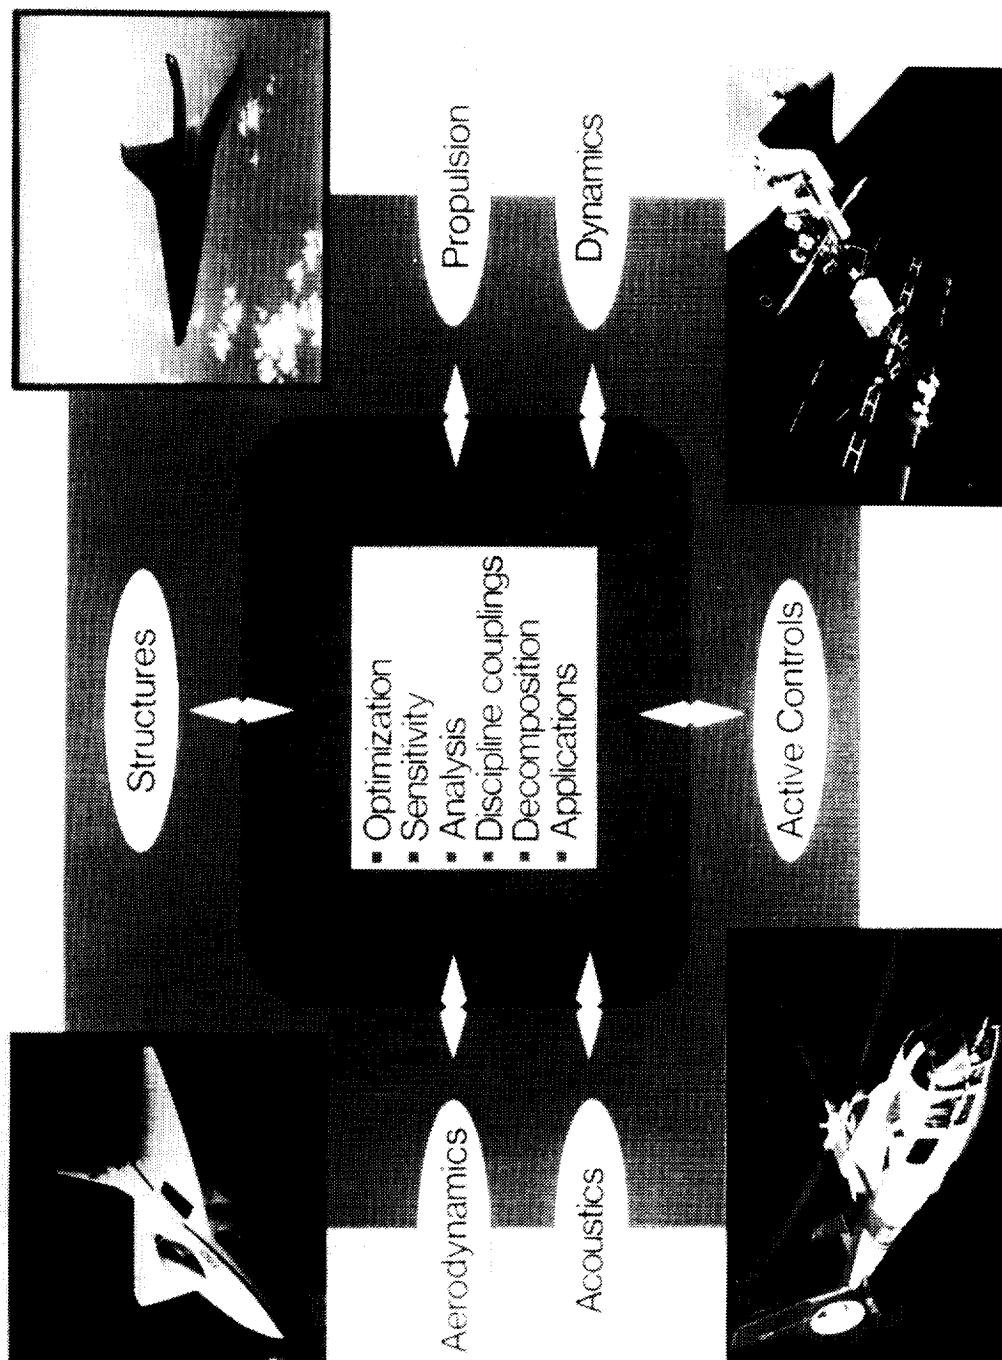 Structures
Aerodynamics
Propulsion
Acoustics
Dynamics
▪ Optimization
▪ Sensitivity
▪ Analysis
▪ Discipline couplings
▪ Decomposition
▪ Applications
Active Controls